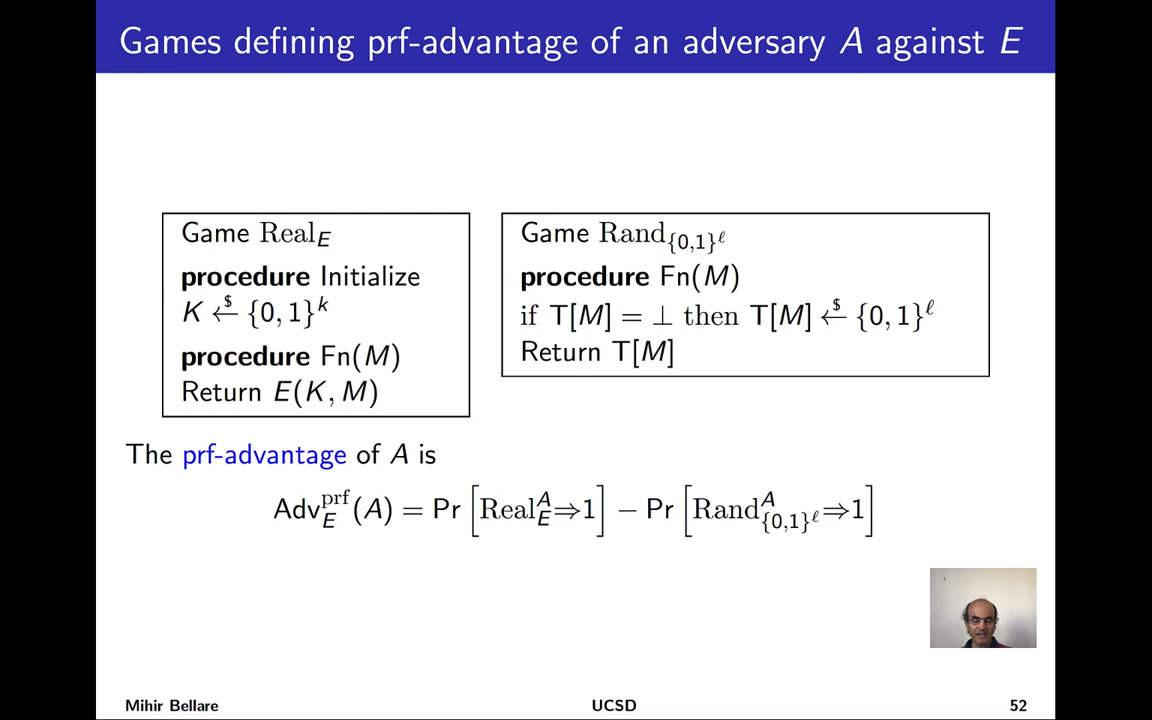 Games defining prf-advantage of an adversary A against E
Game Real_E
procedure Initialize
K ←$ {0, 1}^k
procedure Fn(M)
Return E(K, M)
Game Rand_{{0,1}^ℓ}
procedure Fn(M)
if T[M] = ⊥ then T[M] ←$ {0, 1}^ℓ
Return T[M]
The prf-advantage of A is
Adv_E^prf(A) = Pr [Real_E^A⇒1] − Pr [Rand_{{0,1}^ℓ}^A⇒1]
Mihir Bellare
UCSD
52